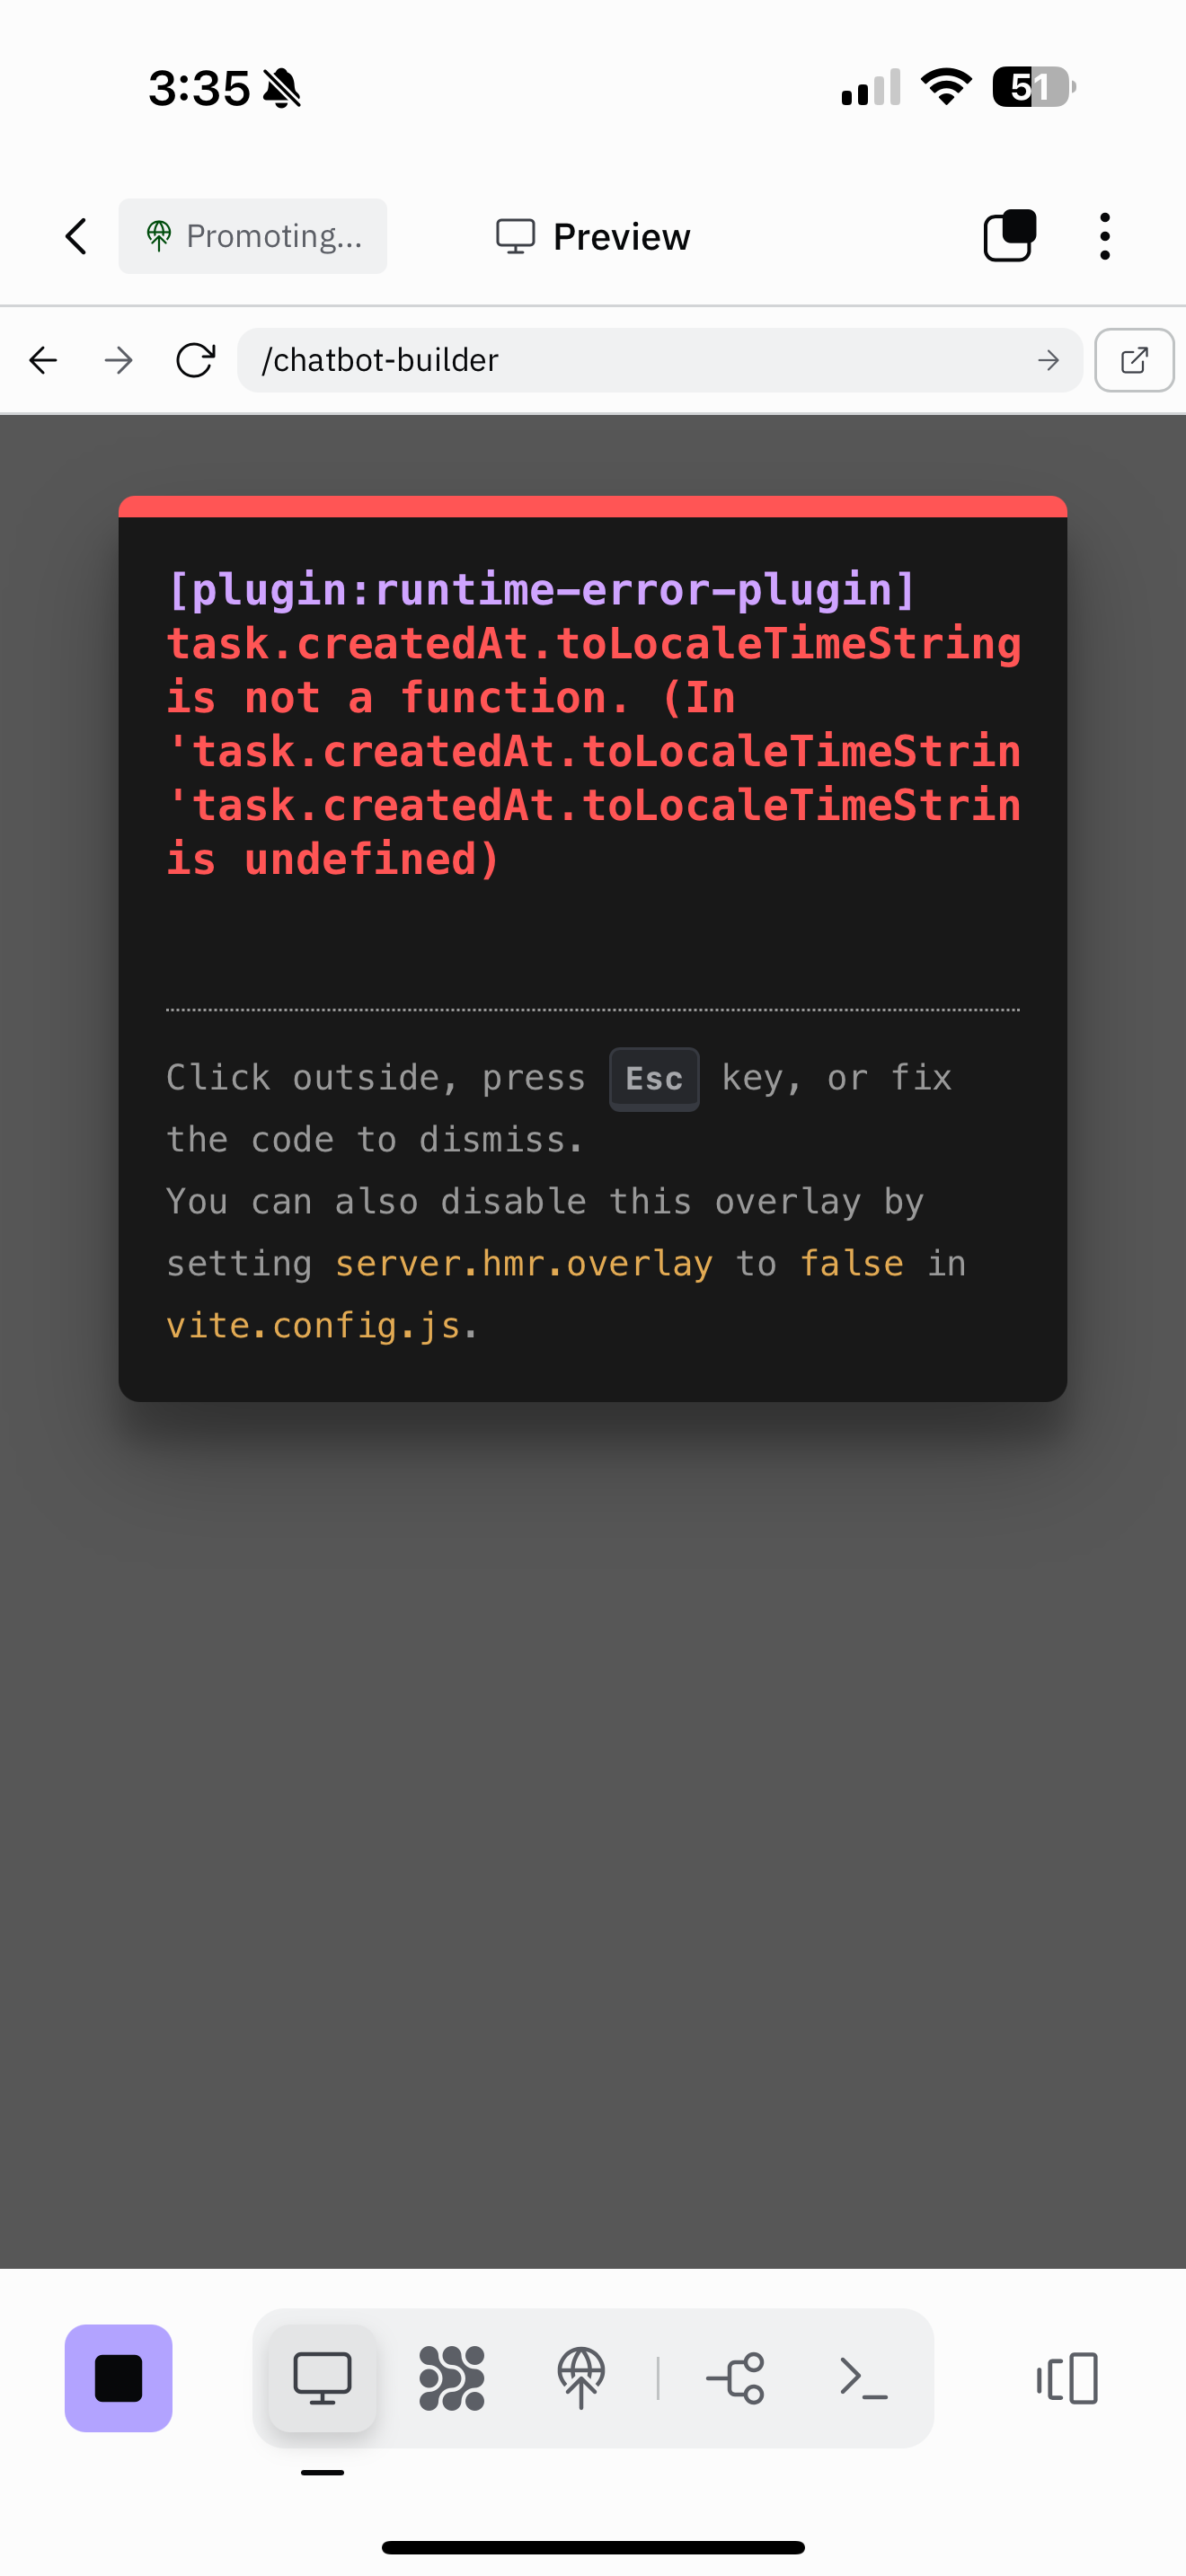 3:35
51
Promoting...
Preview
/chatbot-builder
[plugin:runtime-error-plugin]
task.createdAt.toLocaleTimeString
is not a function. (In
'task.createdAt.toLocaleTimeStrin
'task.createdAt.toLocaleTimeStrin
is undefined)
Click outside, press Esc key, or fix
the code to dismiss.
You can also disable this overlay by
setting server.hmr.overlay to false in
vite.config.js.